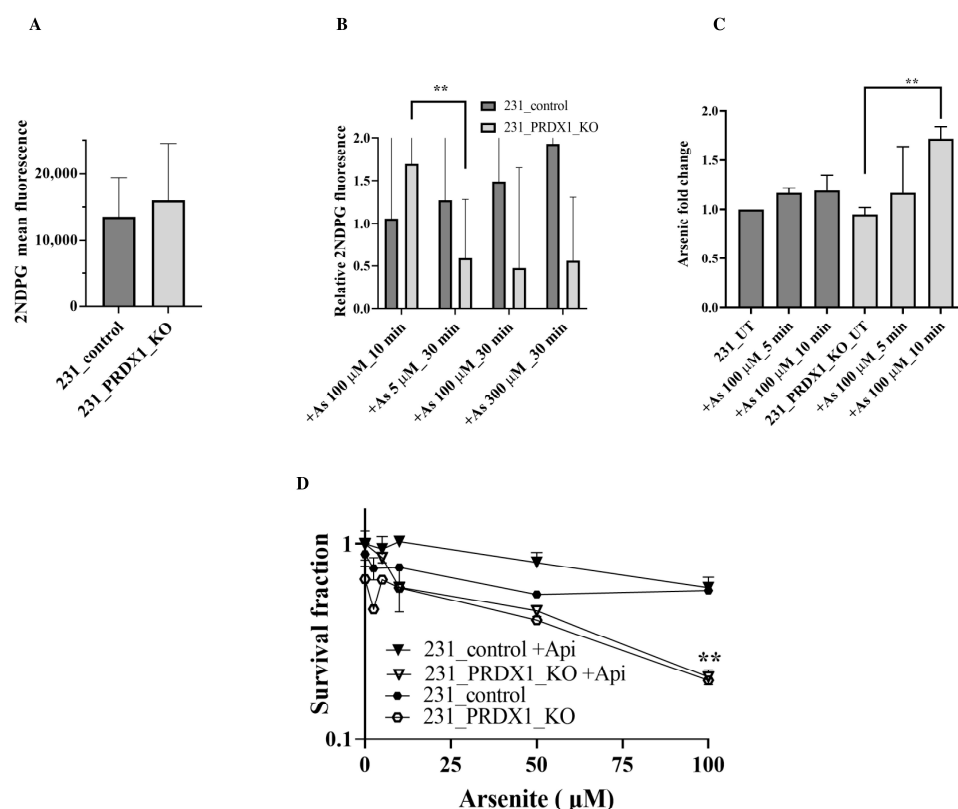 A
B
C
2NDPG mean fluorescence
20,000
10,000
0
231_control
231_PRDX1_KO
**
231_control
231_PRDX1_KO
Relative 2NDPG fluorescence
2.0
1.5
1.0
0.5
0.0
+As 100 μM_10 min
+As 5 μM_30 min
+As 100 μM_30 min
+As 300 μM_30 min
**
Arsenic fold change
2.0
1.5
1.0
0.5
0.0
231_UT
+As 100 μM_5 min
+As 100 μM_10 min
231_PRDX1_KO_UT
+As 100 μM_5 min
+As 100 μM_10 min
D
Survival fraction
1
0.1
231_control +Api
231_PRDX1_KO +Api
231_control
231_PRDX1_KO
**
0
25
50
75
100
Arsenite ( μM)